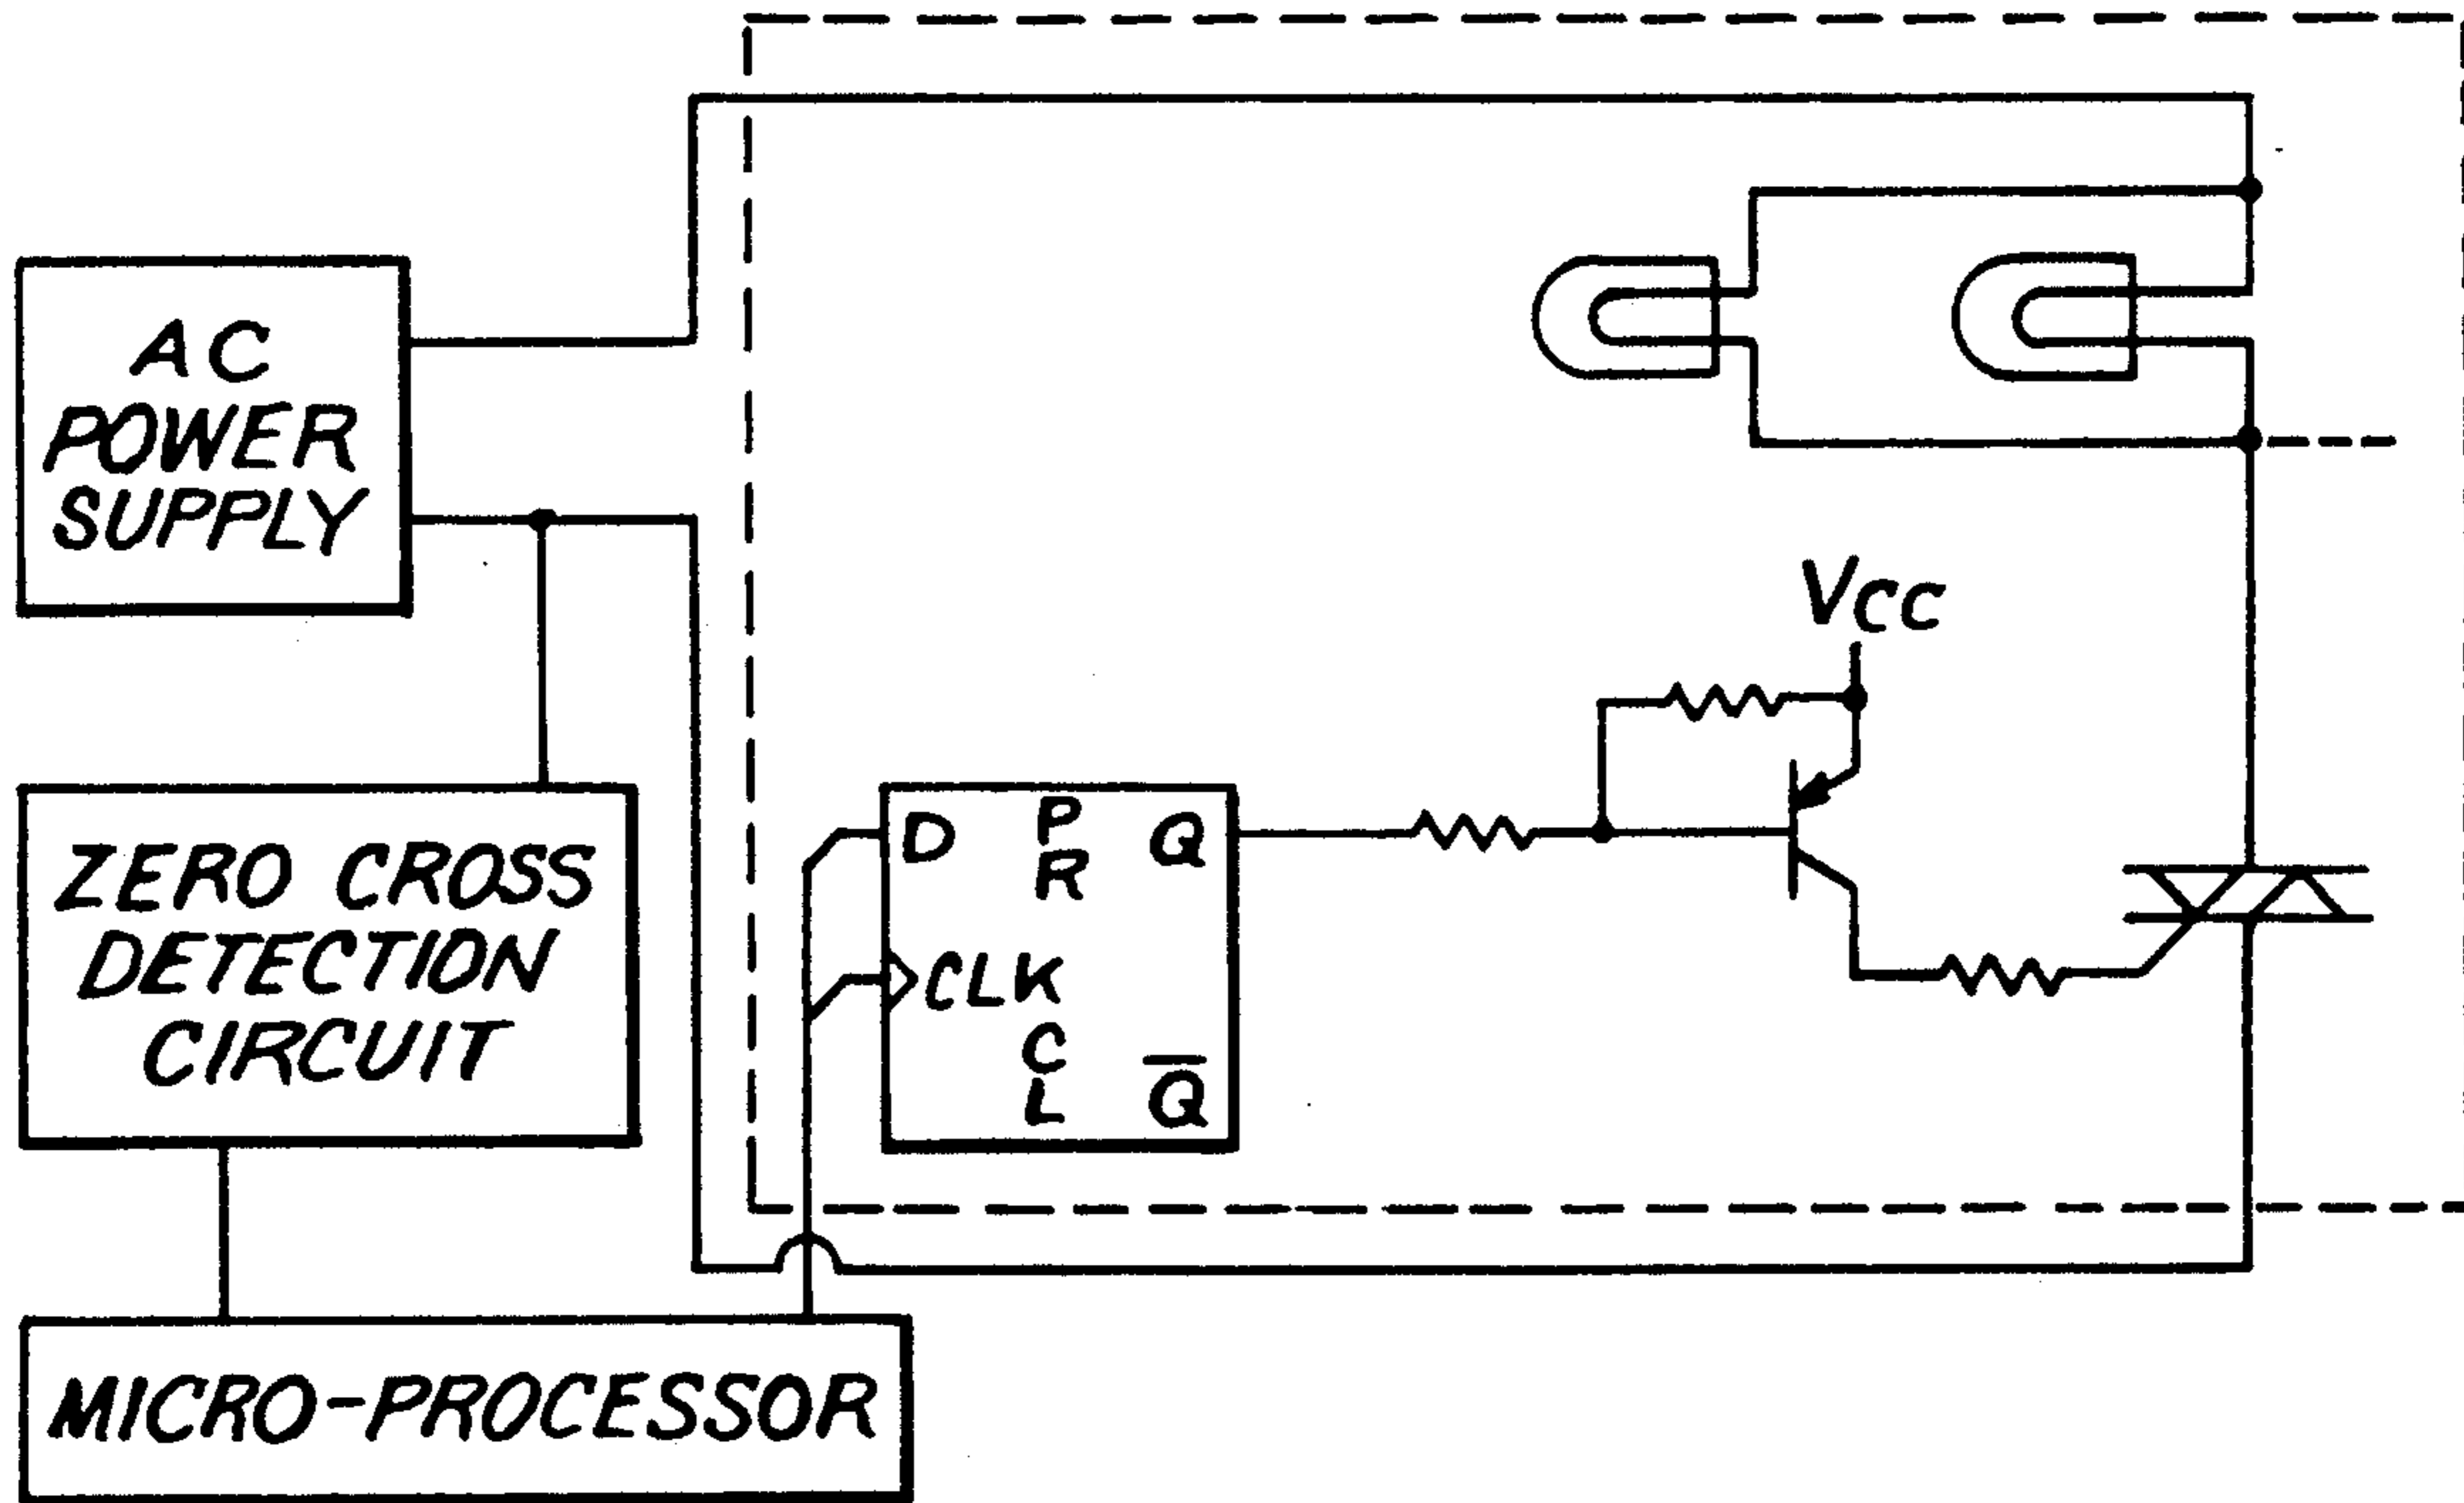 AC
POWER
SUPPLY
VCC
ZERO CROSS
DETECTION
CIRCUIT
D
P
R
Q
CLK
C
L
Q̅
MICRO-PROCESSOR